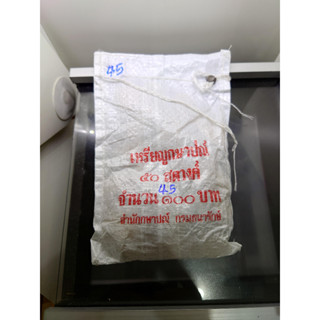 45
เหรียญกษาปณ์
๕๐ สตางค์
45
จำนวน ๑๐๐ บาท
สำนักกษาปณ์ กรมธนารักษ์